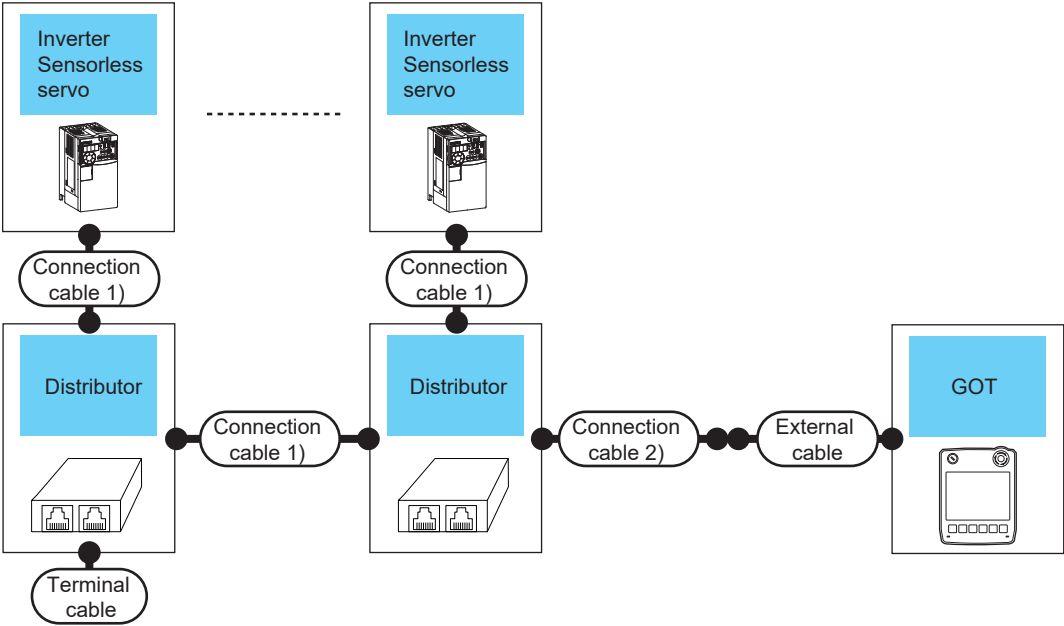 Inverter
Sensorless
servo
Inverter
Sensorless
servo
Connection
cable 1)
Connection
cable 1)
Distributor
Distributor
GOT
Connection
cable 1)
Connection
cable 2)
External
cable
Terminal
cable